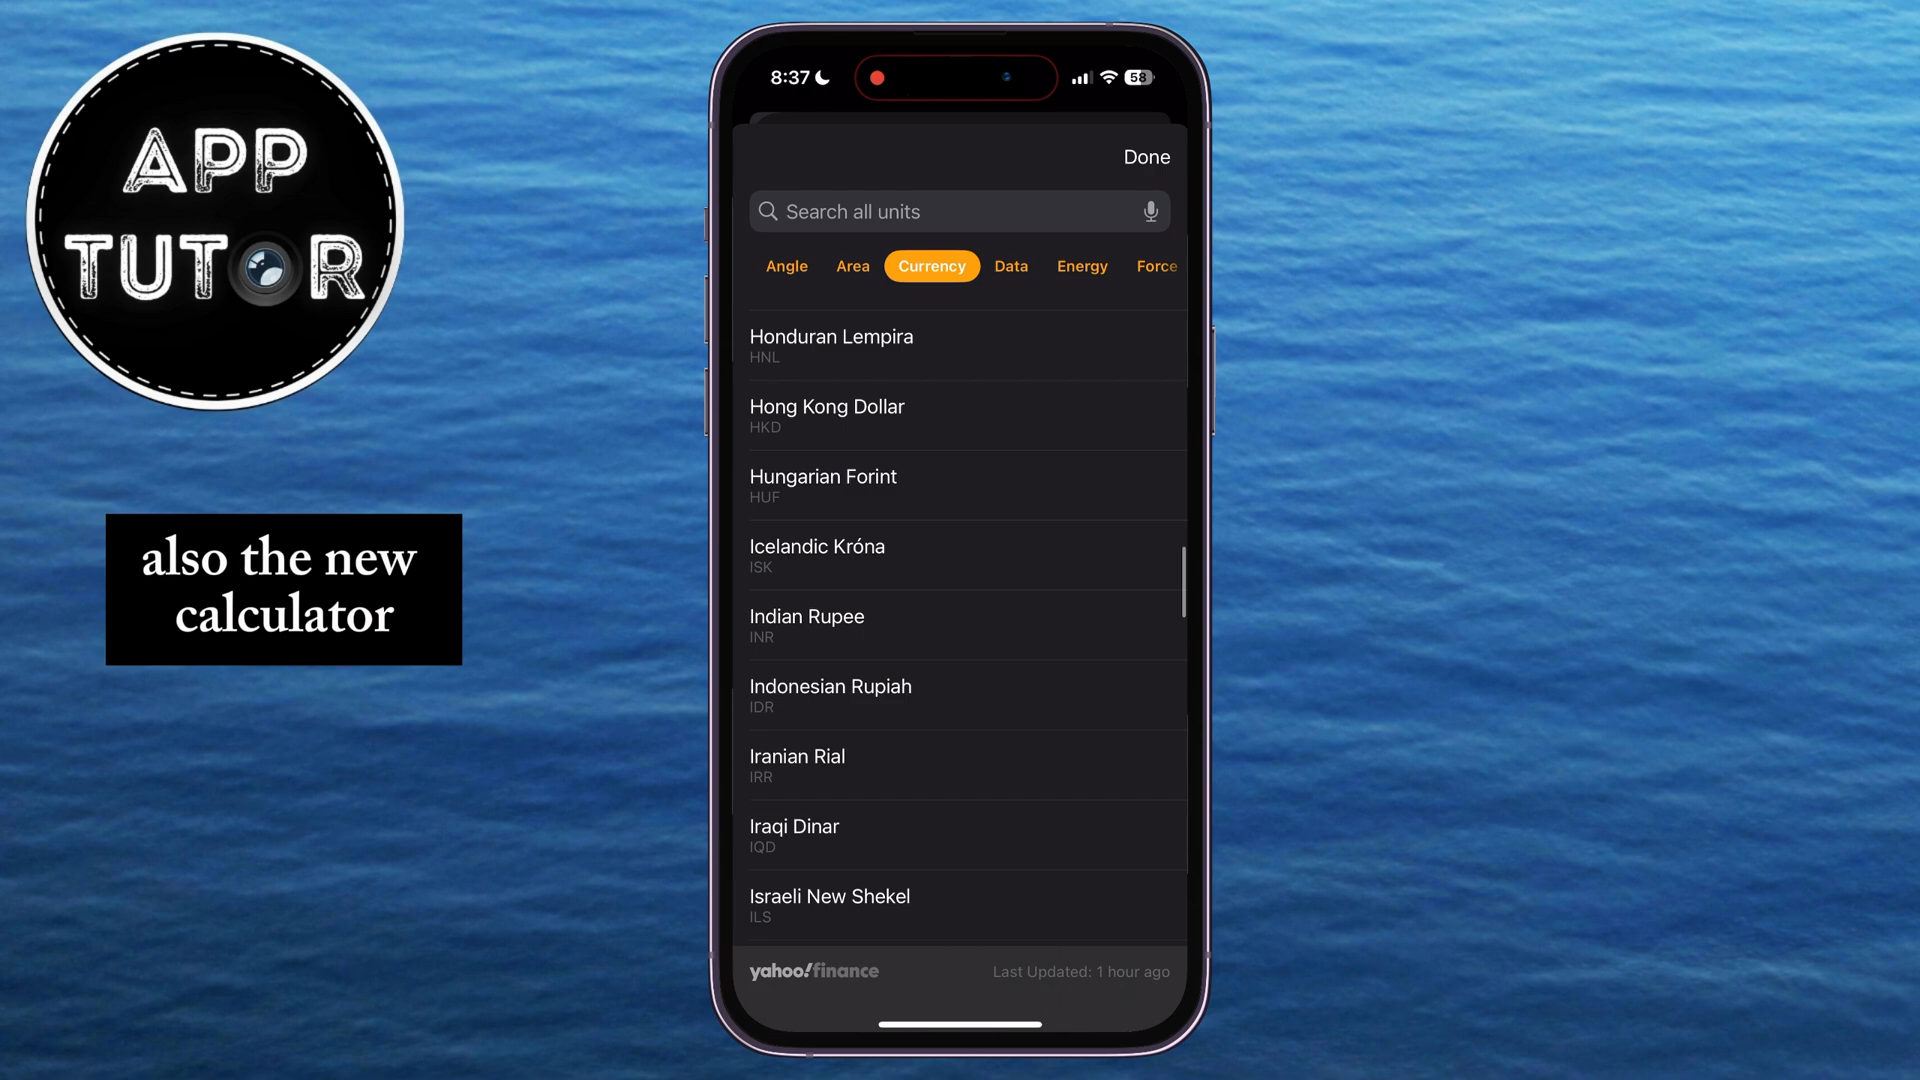 APP
TUTOR
also the new
calculator
8:37
58
Done
Search all units
Angle Area Currency Data Energy Force
Honduran Lempira
HNL
Hong Kong Dollar
HKD
Hungarian Forint
HUF
Icelandic Króna
ISK
Indian Rupee
INR
Indonesian Rupiah
IDR
Iranian Rial
IRR
Iraqi Dinar
IQD
Israeli New Shekel
ILS
yahoo!finance Last Updated: 1 hour ago